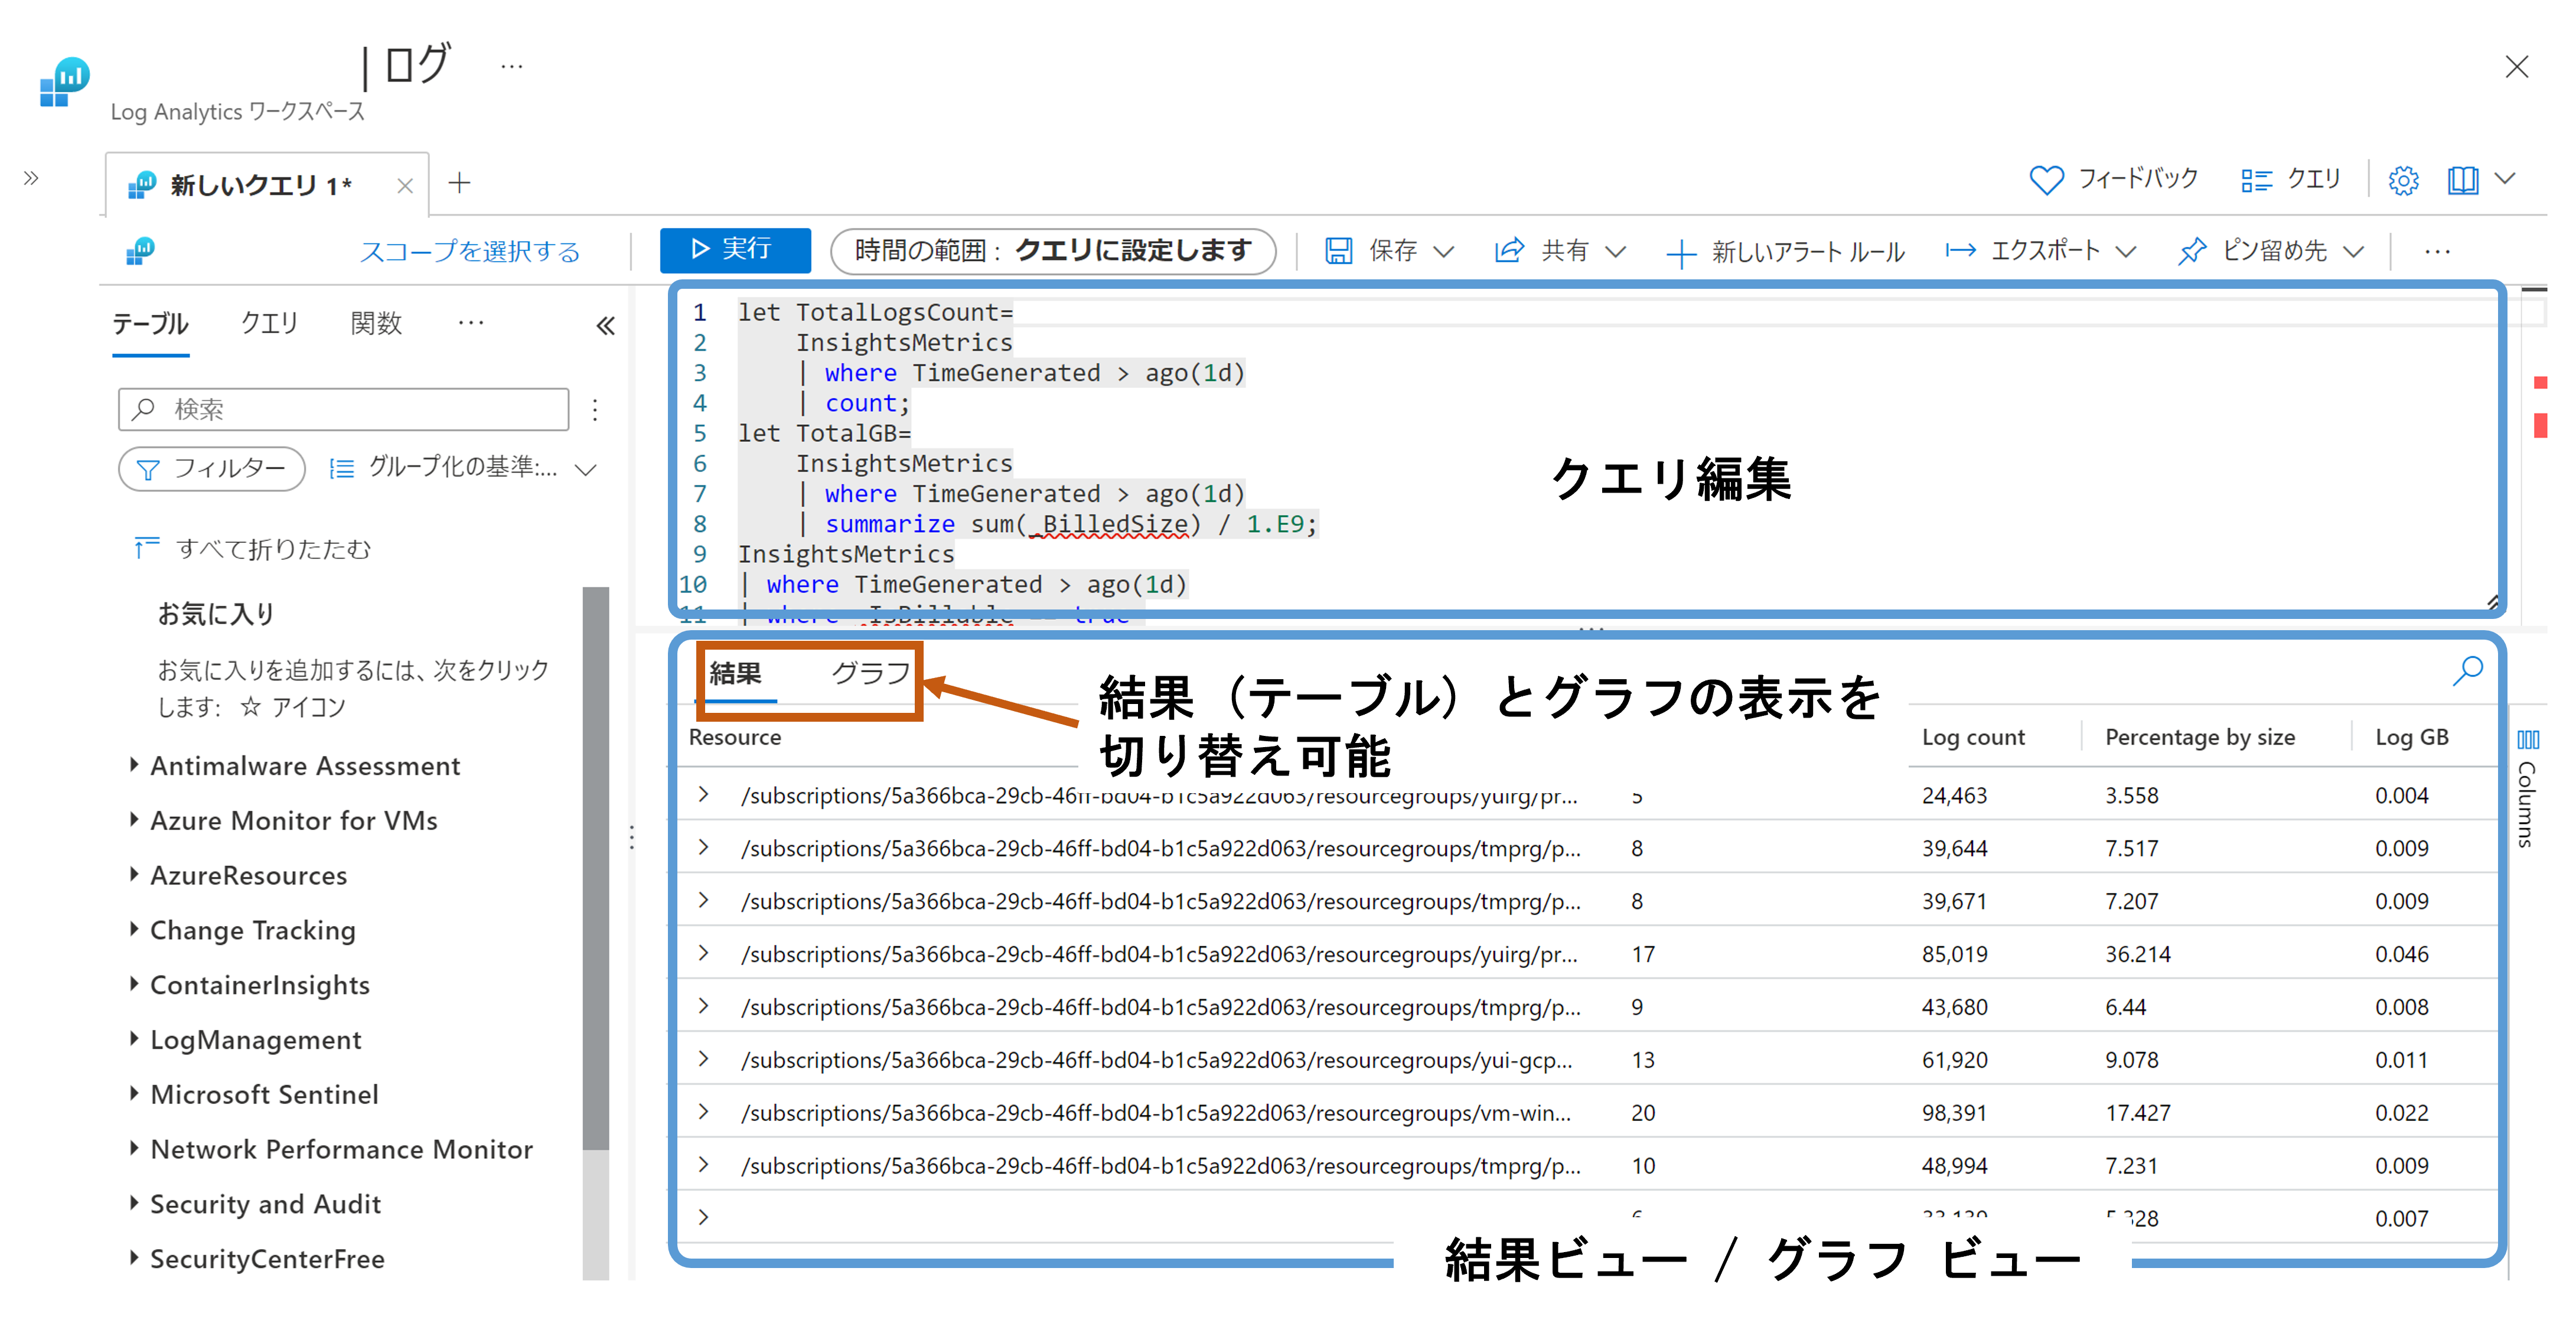 | ログ ...
Log Analytics ワークスペース
新しいクエリ 1*
フィードバック クエリ
スコープを選択する
実行 時間の範囲 : クエリに設定します 保存 共有 新しいアラート ルール エクスポート ピン留め先 ...
テーブル クエリ 関数 ...
検索
フィルター グループ化の基準:...
すべて折りたたむ
お気に入り
お気に入りを追加するには、次をクリック
します: ☆ アイコン
Antimalware Assessment
Azure Monitor for VMs
AzureResources
Change Tracking
ContainerInsights
LogManagement
Microsoft Sentinel
Network Performance Monitor
Security and Audit
SecurityCenterFree
1 let TotalLogsCount=
2 InsightsMetrics
3 | where TimeGenerated > ago(1d)
4 | count;
5 let TotalGB=
6 InsightsMetrics
7 | where TimeGenerated > ago(1d)
8 | summarize sum(_BilledSize) / 1.E9;
9 InsightsMetrics
10 | where TimeGenerated > ago(1d)
11 | where _IsBillable == true
クエリ編集
結果 グラフ
結果（テーブル）とグラフの表示を
切り替え可能
Resource Log count Percentage by size Log GB
/subscriptions/5a366bca-29cb-46ff-bd04-b1c5a922d063/resourcegroups/yuirg/pr... 5 24,463 3.558 0.004
/subscriptions/5a366bca-29cb-46ff-bd04-b1c5a922d063/resourcegroups/tmprg/p... 8 39,644 7.517 0.009
/subscriptions/5a366bca-29cb-46ff-bd04-b1c5a922d063/resourcegroups/tmprg/p... 8 39,671 7.207 0.009
/subscriptions/5a366bca-29cb-46ff-bd04-b1c5a922d063/resourcegroups/yuirg/pr... 17 85,019 36.214 0.046
/subscriptions/5a366bca-29cb-46ff-bd04-b1c5a922d063/resourcegroups/tmprg/p... 9 43,680 6.44 0.008
/subscriptions/5a366bca-29cb-46ff-bd04-b1c5a922d063/resourcegroups/yui-gcp... 13 61,920 9.078 0.011
/subscriptions/5a366bca-29cb-46ff-bd04-b1c5a922d063/resourcegroups/vm-win... 20 98,391 17.427 0.022
/subscriptions/5a366bca-29cb-46ff-bd04-b1c5a922d063/resourcegroups/tmprg/p... 10 48,994 7.231 0.009
0.007
Columns
結果ビュー / グラフ ビュー